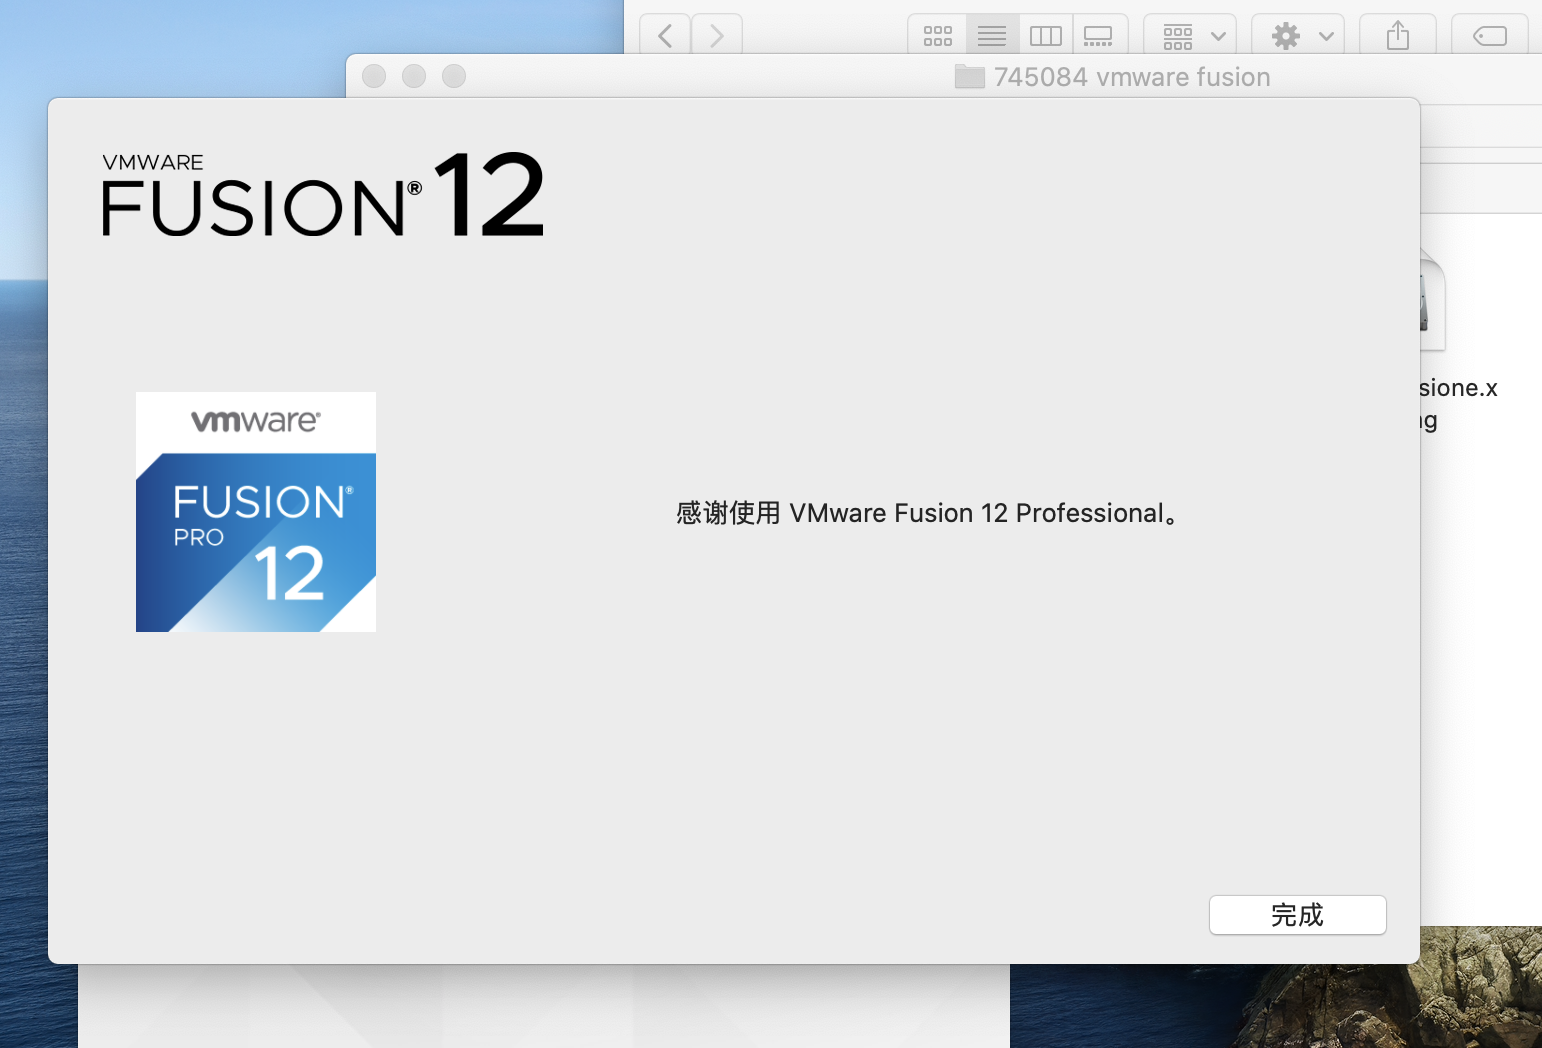 745084 vmware fusion
VMWARE
FUSION® 12
vmware®
FUSION®
PRO
12
感谢使用 VMware Fusion 12 Professional。
sione.x
完成